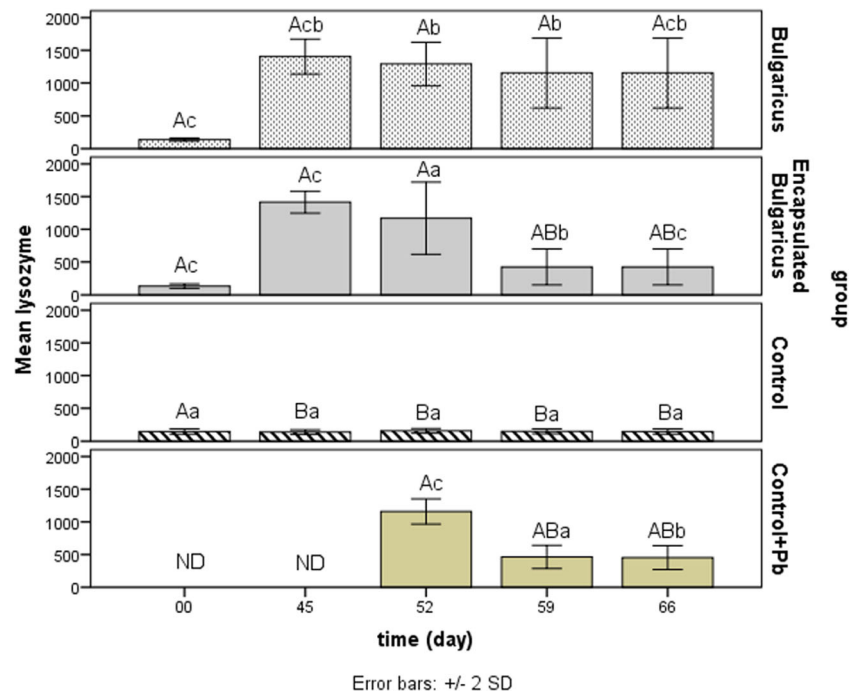 2000
1500
1000
500
0
Ac Acb Ab Ab Acb
Bulgaricus
2000
1500
1000
500
0
Ac Ac Aa ABb ABc
Encapsulated
Bulgaricus
2000
1500
1000
500
0
Aa Ba Ba Ba Ba
Control
2000
1500
1000
500
0
ND ND Ac ABa ABb
Control+Pb
Mean lysozyme
group
00 45 52 59 66
time (day)
Error bars: +/- 2 SD